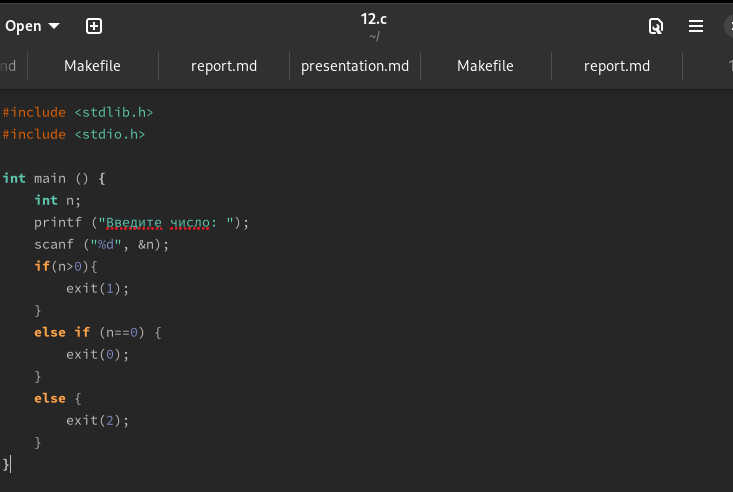 Open
12.c
~/
nd
Makefile
report.md
presentation.md
Makefile
report.md
1
#include <stdlib.h>
#include <stdio.h>

int main () {
    int n;
    printf ("Введите число: ");
    scanf ("%d", &n);
    if(n>0){
        exit(1);
    }
    else if (n==0) {
        exit(0);
    }
    else {
        exit(2);
    }
}